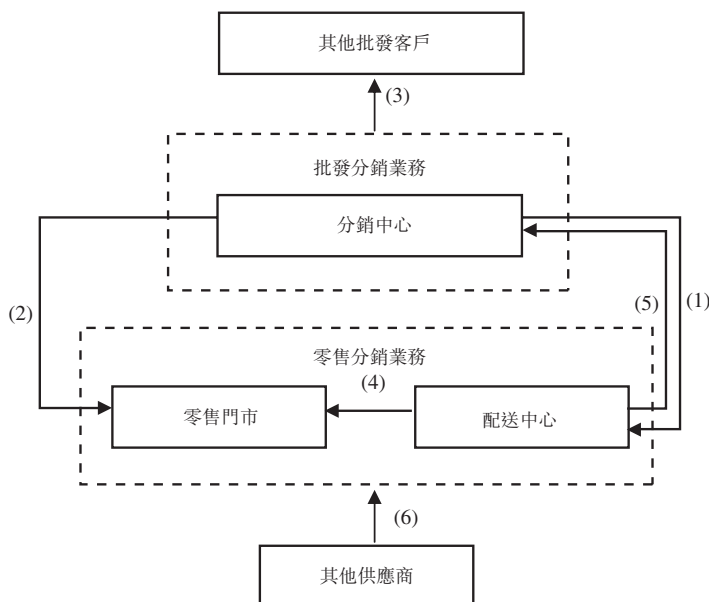 其他批發客戶
(3)
批發分銷業務
分銷中心
(2)
(5)
(1)
零售分銷業務
(4)
零售門市
配送中心
(6)
其他供應商